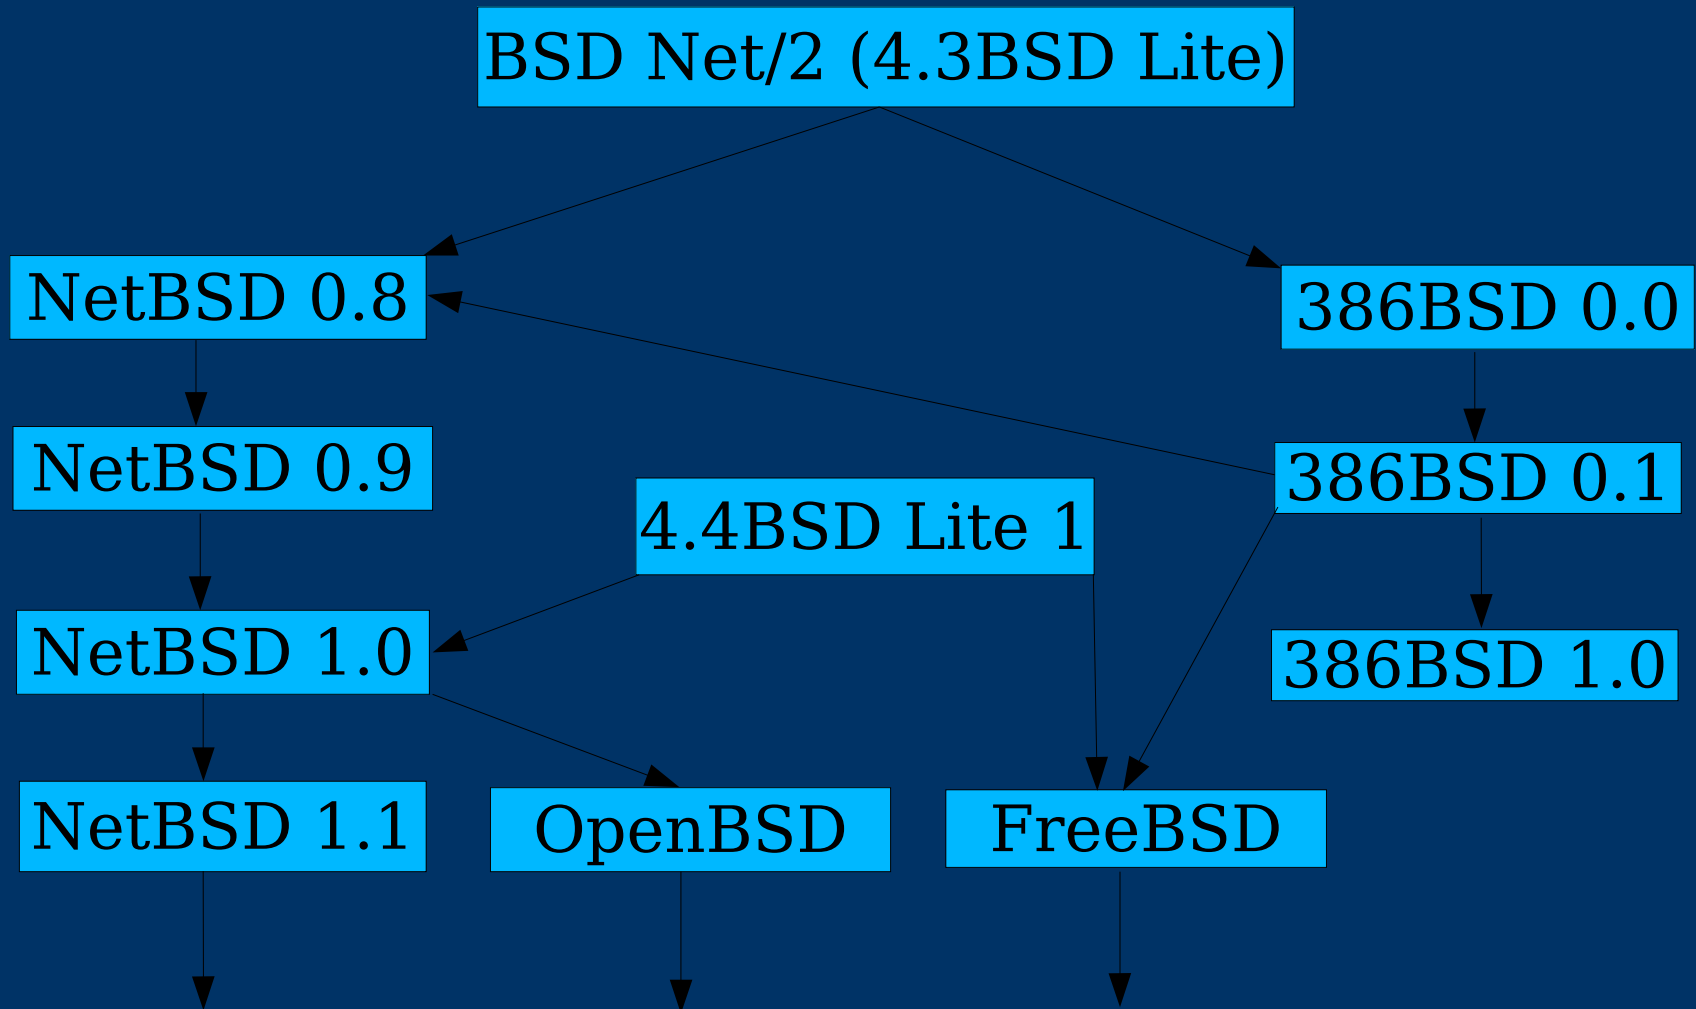 BSD Net/2 (4.3BSD Lite)
NetBSD 0.8
386BSD 0.0
NetBSD 0.9
386BSD 0.1
4.4BSD Lite 1
NetBSD 1.0
386BSD 1.0
NetBSD 1.1
OpenBSD
FreeBSD